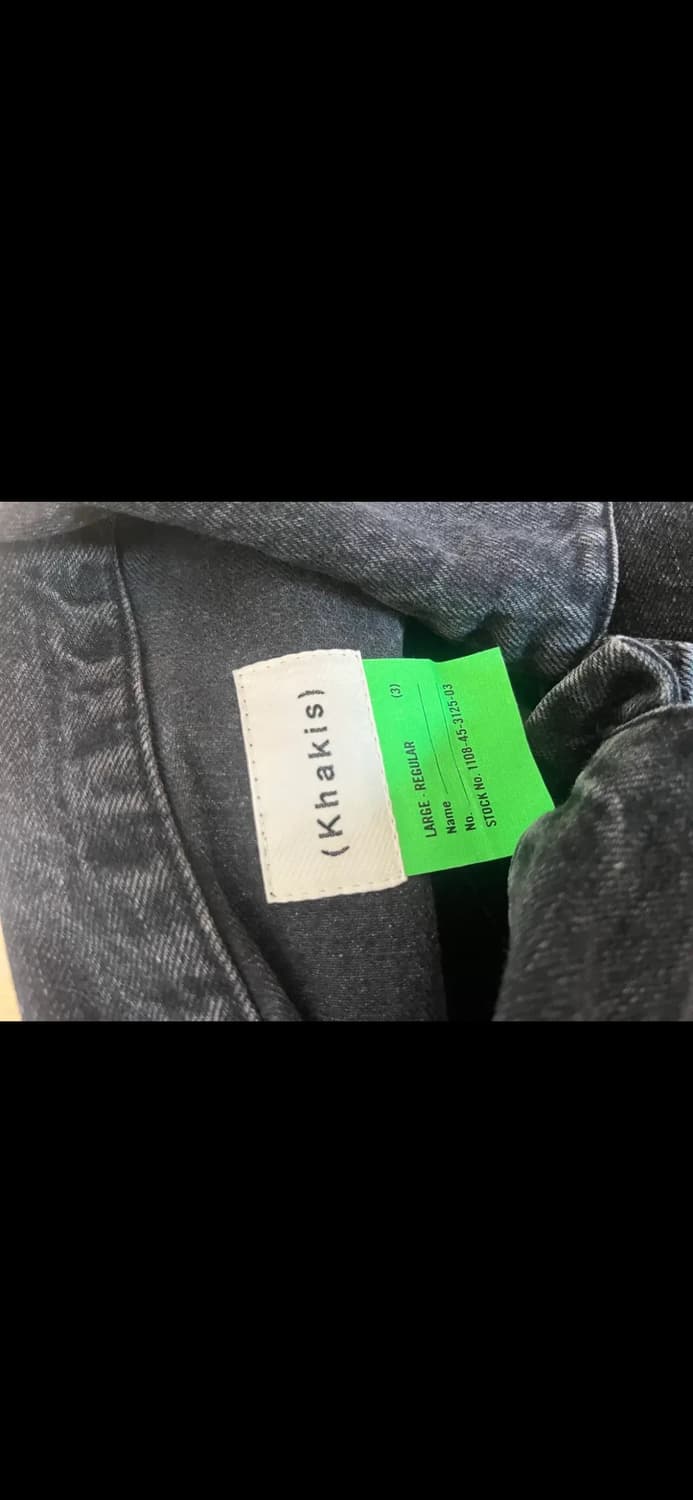 (Khakis)
LARGE - REGULAR (3)
Name
No.
STOCK No. 1108-45-3125-03